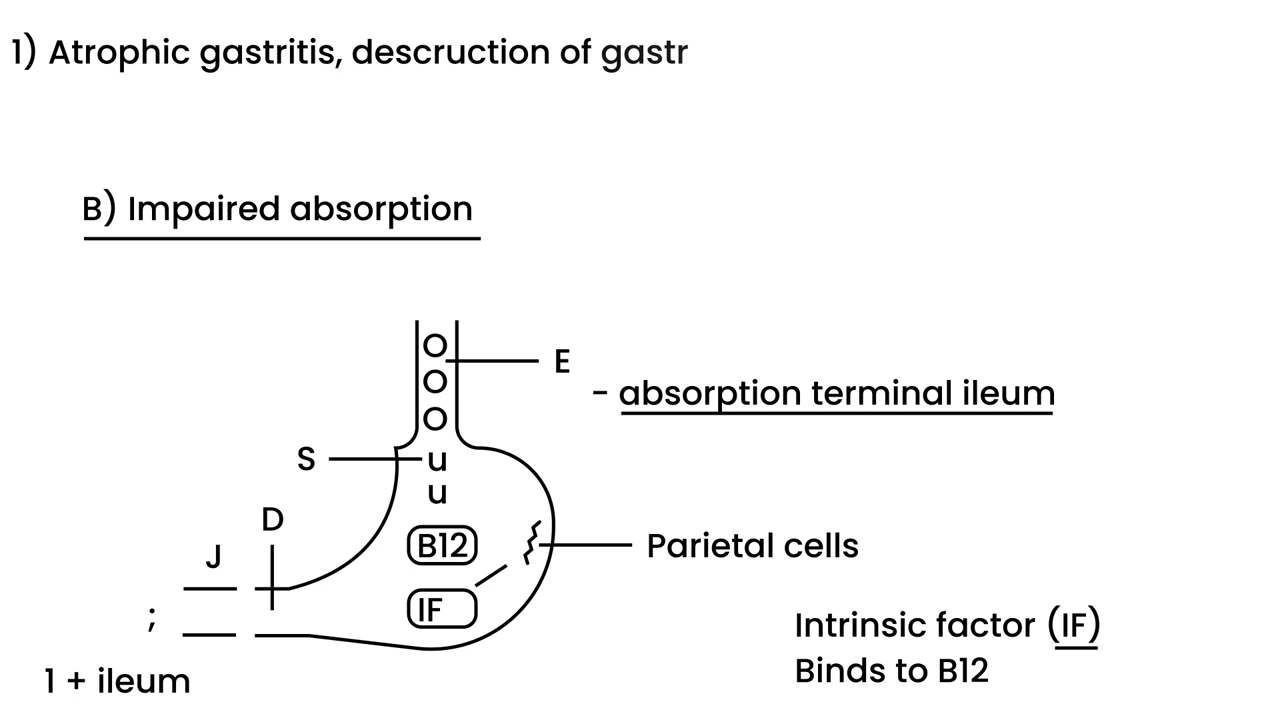 1) Atrophic gastritis, descruction of gastr
B) Impaired absorption
O
E
O
- absorption terminal ileum
O
S
u
u
D
B12
J
Parietal cells
IF
;
Intrinsic factor (IF)
Binds to B12
1 + ileum